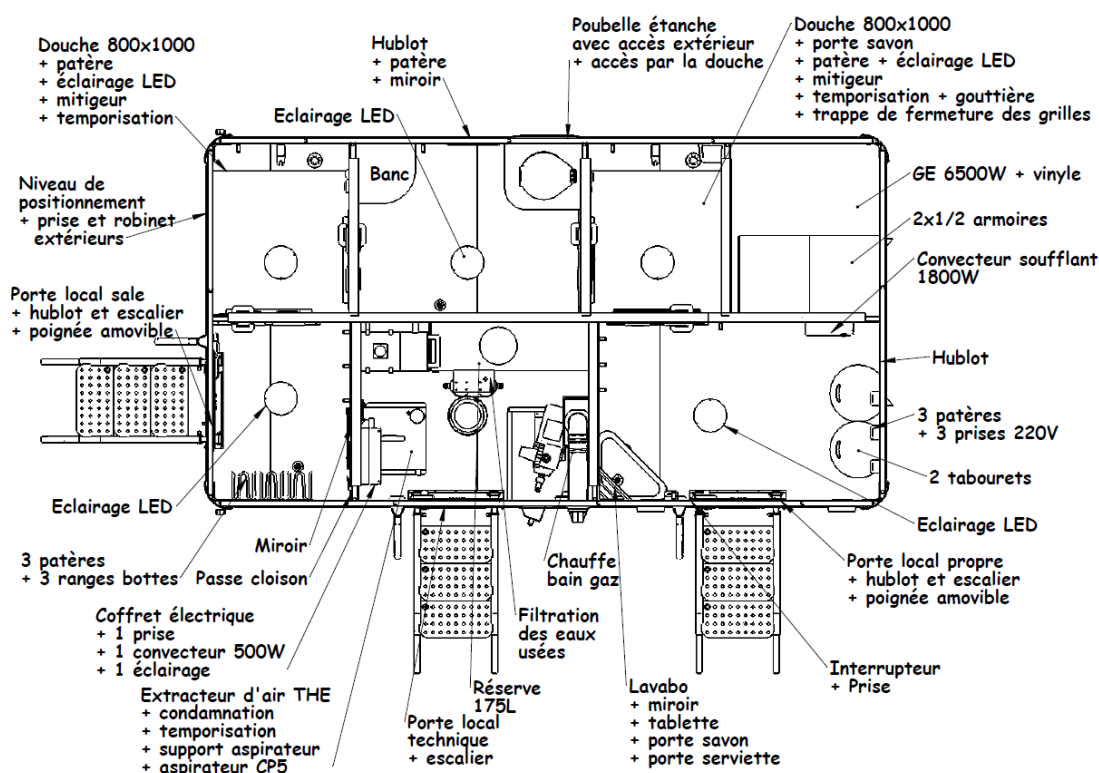 Douche 800x1000
+ patère
+ éclairage LED
+ mitigeur
+ temporisation
Hublot
+ patère
+ miroir
Poubelle étanche
avec accès extérieur
+ accès par la douche
Douche 800x1000
+ porte savon
+ patère + éclairage LED
+ mitigeur
+ temporisation + gouttière
+ trappe de fermeture des grilles
Eclairage LED
Banc
Niveau de
positionnement
+ prise et robinet
extérieurs
GE 6500W + vinyle
2x1/2 armoires
Convecteur soufflant
1800W
Porte local sale
+ hublot et escalier
+ poignée amovible
Hublot
3 patères
+ 3 prises 220V
2 tabourets
Eclairage LED
Eclairage LED
3 patères
+ 3 ranges bottes
Miroir
Passe cloison
Chauffe
bain gaz
Porte local propre
+ hublot et escalier
+ poignée amovible
Coffret électrique
+ 1 prise
+ 1 convecteur 500W
+ 1 éclairage
Filtration
des eaux
usées
Interrupteur
+ Prise
Extracteur d'air THE
+ condamnation
+ temporisation
+ support aspirateur
+ aspirateur CP5
Réserve
175L
Porte local
technique
+ escalier
Lavabo
+ miroir
+ tablette
+ porte savon
+ porte serviette